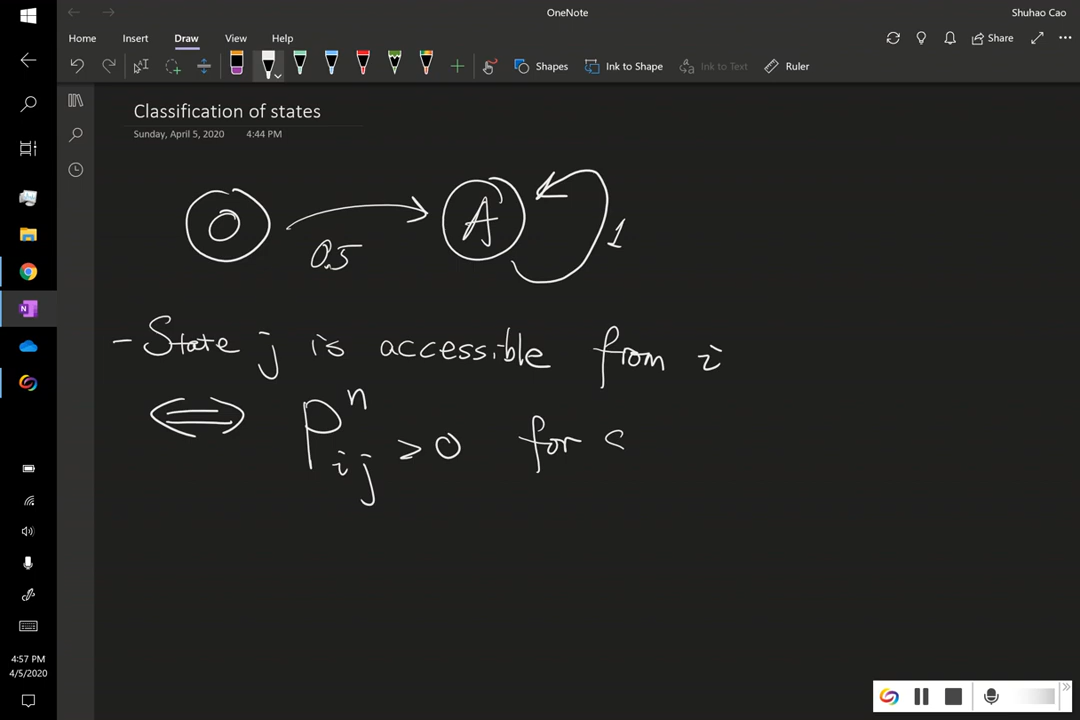 OneNote
Shuhao Cao
Home Insert Draw View Help
Shapes Ink to Shape Ink to Text Ruler Share
Classification of states
Sunday, April 5, 2020 4:44 PM
O 0.5 A 1
- State j is accessible from i
⟺ P^n_{ij} > 0 for
4:57 PM
4/5/2020